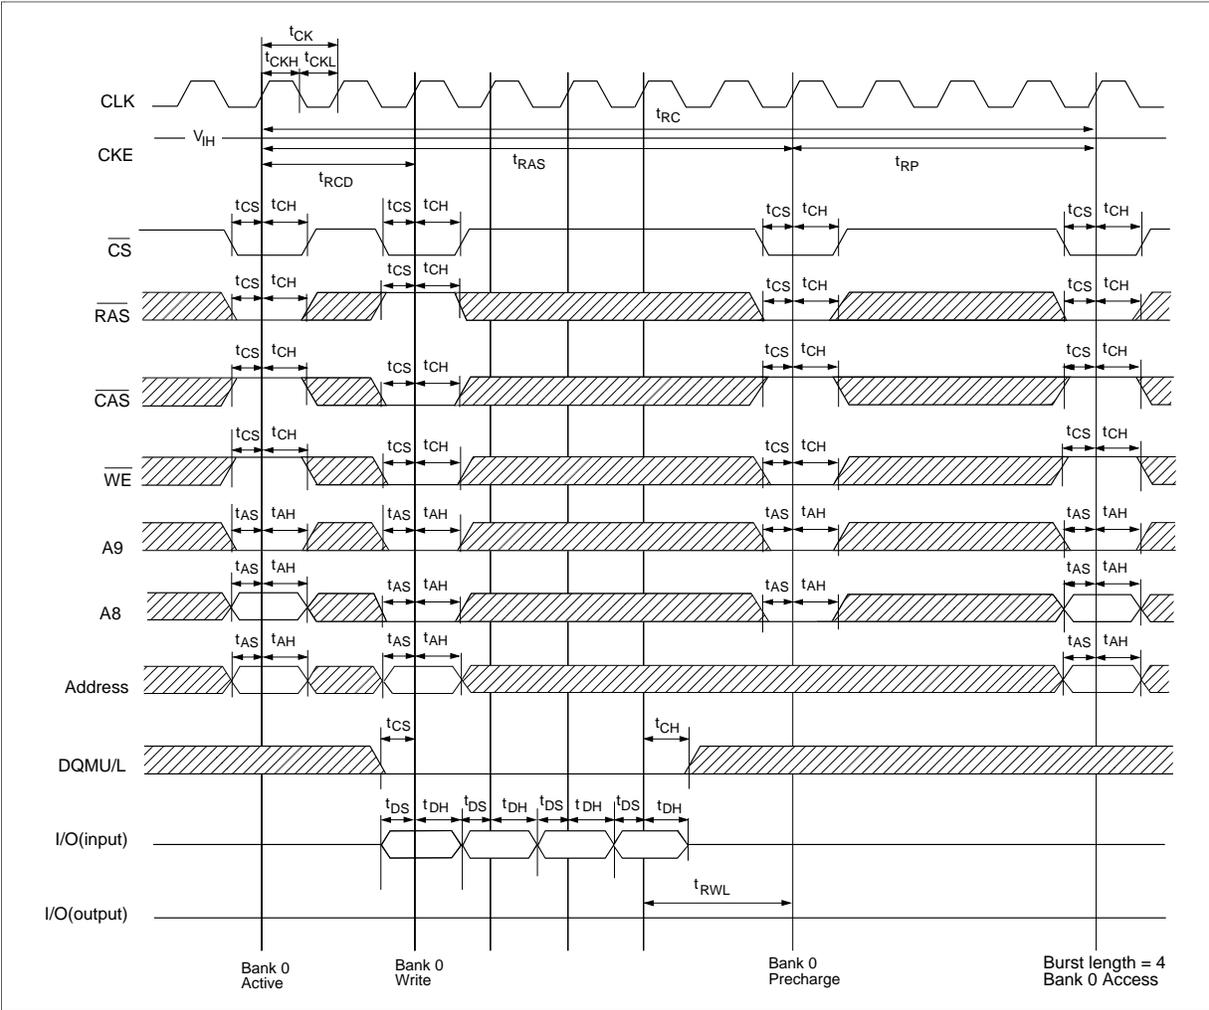 tCK
tCKH tCKL
CLK
tRC
VIH
CKE
tRAS
tRP
tRCD
tCS tCH tCS tCH tCS tCH tCS tCH
CS
tCS tCH tCS tCH tCS tCH tCS tCH
RAS
tCS tCH tCS tCH tCS tCH tCS tCH
CAS
tCS tCH tCS tCH tCS tCH tCS tCH
WE
tAS tAH tAS tAH tAS tAH tAS tAH
A9
tAS tAH tAS tAH tAS tAH tAS tAH
A8
tAS tAH tAS tAH tAS tAH
Address
tCS tCH
DQMU/L
tDS tDH tDS tDH tDS tDH tDS tDH
I/O(input)
tRWL
I/O(output)
Bank 0
Active
Bank 0
Write
Bank 0
Precharge
Burst length = 4
Bank 0 Access